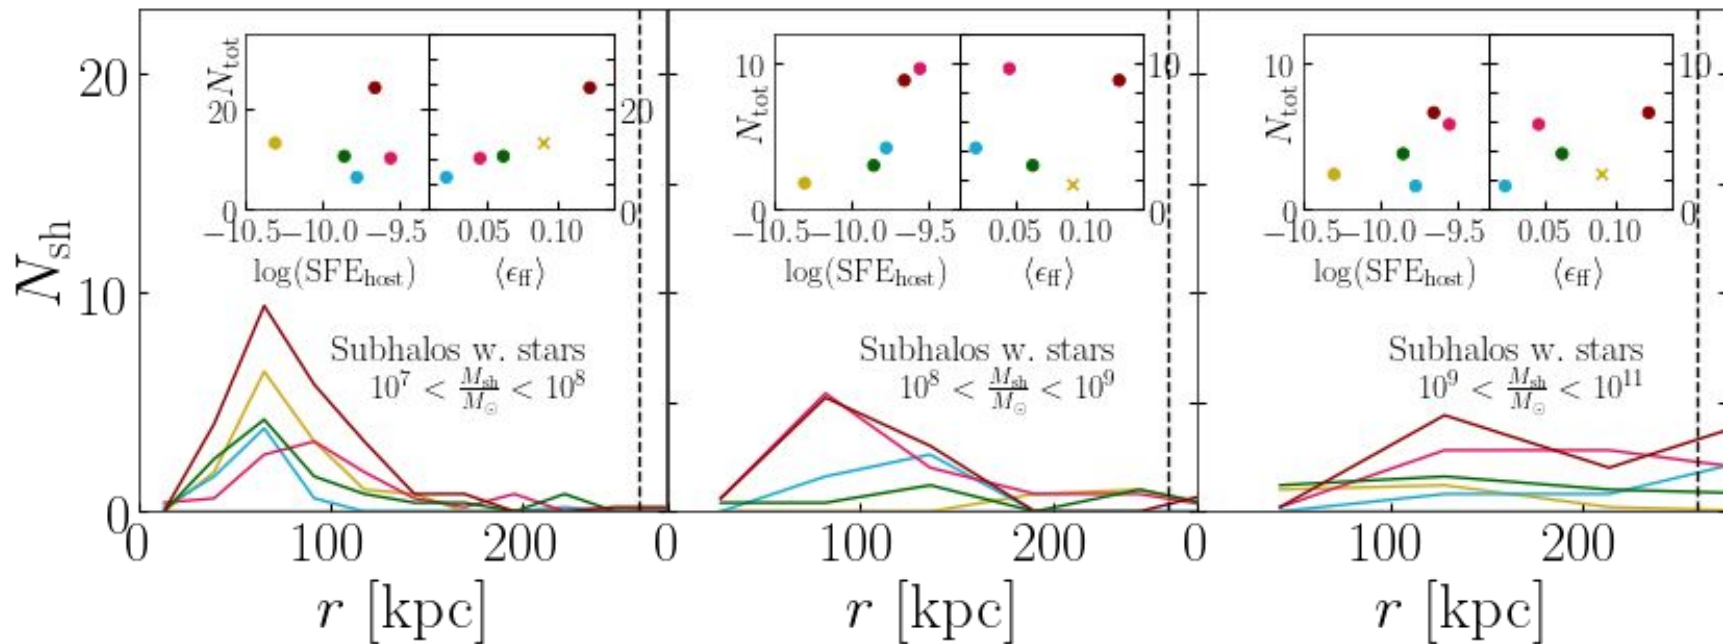 N_sh
20
10
0
N_tot
20
0
20
0
−10.5 −10.0 −9.5 0.05 0.10
log(SFE_host) ⟨ϵ_ff⟩
Subhalos w. stars
10^7 < M_sh/M_☉ < 10^8
0 100 200
r [kpc]
N_tot
10
0
10
0
−10.5 −10.0 −9.5 0.05 0.10
log(SFE_host) ⟨ϵ_ff⟩
Subhalos w. stars
10^8 < M_sh/M_☉ < 10^9
0 100 200
r [kpc]
N_tot
10
0
10
0
−10.5 −10.0 −9.5 0.05 0.10
log(SFE_host) ⟨ϵ_ff⟩
Subhalos w. stars
10^9 < M_sh/M_☉ < 10^11
0 100 200
r [kpc]